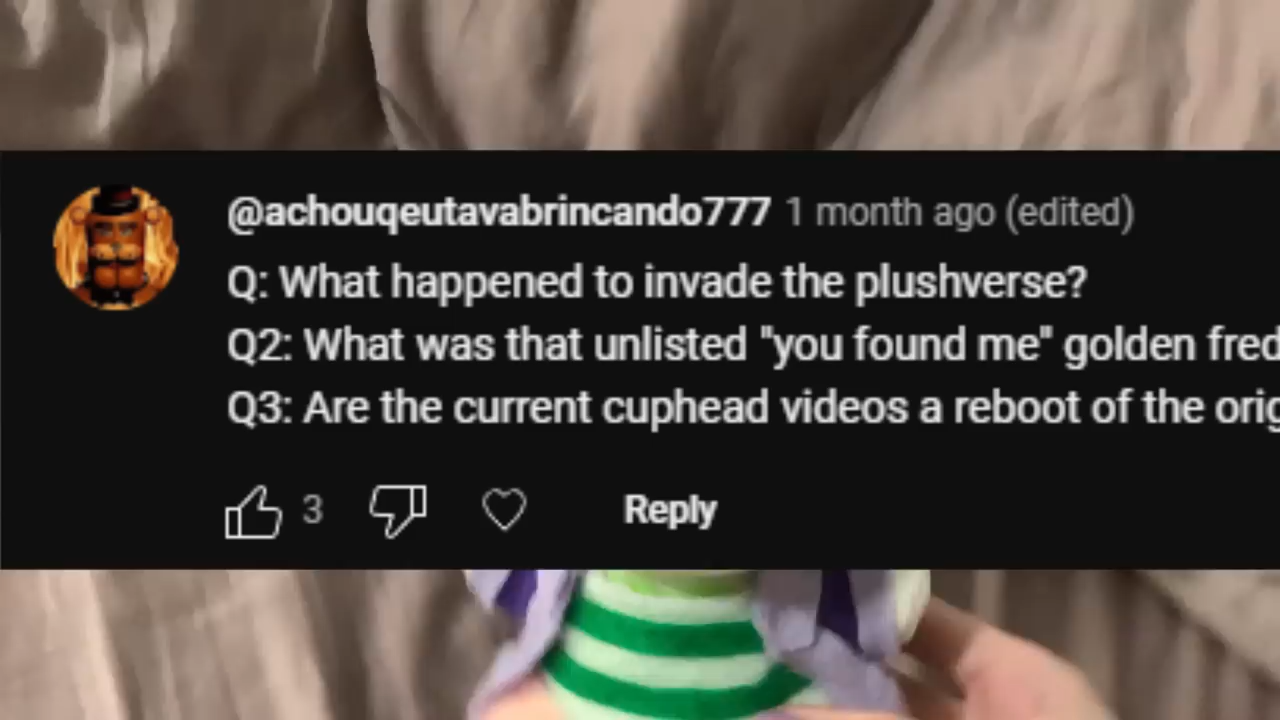 @achouqeutavabrincando777 1 month ago (edited)
Q: What happened to invade the plushverse?
Q2: What was that unlisted "you found me" golden fred
Q3: Are the current cuphead videos a reboot of the orig
3
Reply